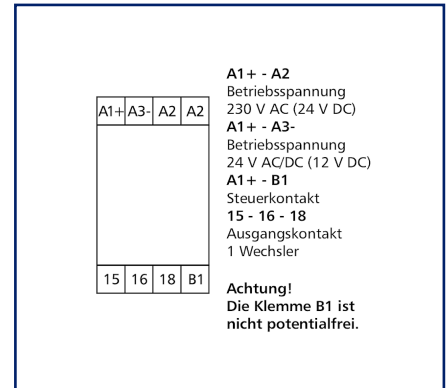 A1+ A3- A2 A2
15 16 18 B1
A1+ - A2
Betriebsspannung
230 V AC (24 V DC)
A1+ - A3-
Betriebsspannung
24 V AC/DC (12 V DC)
A1+ - B1
Steuerkontakt
15 - 16 - 18
Ausgangskontakt
1 Wechsler
Achtung!
Die Klemme B1 ist
nicht potentialfrei.